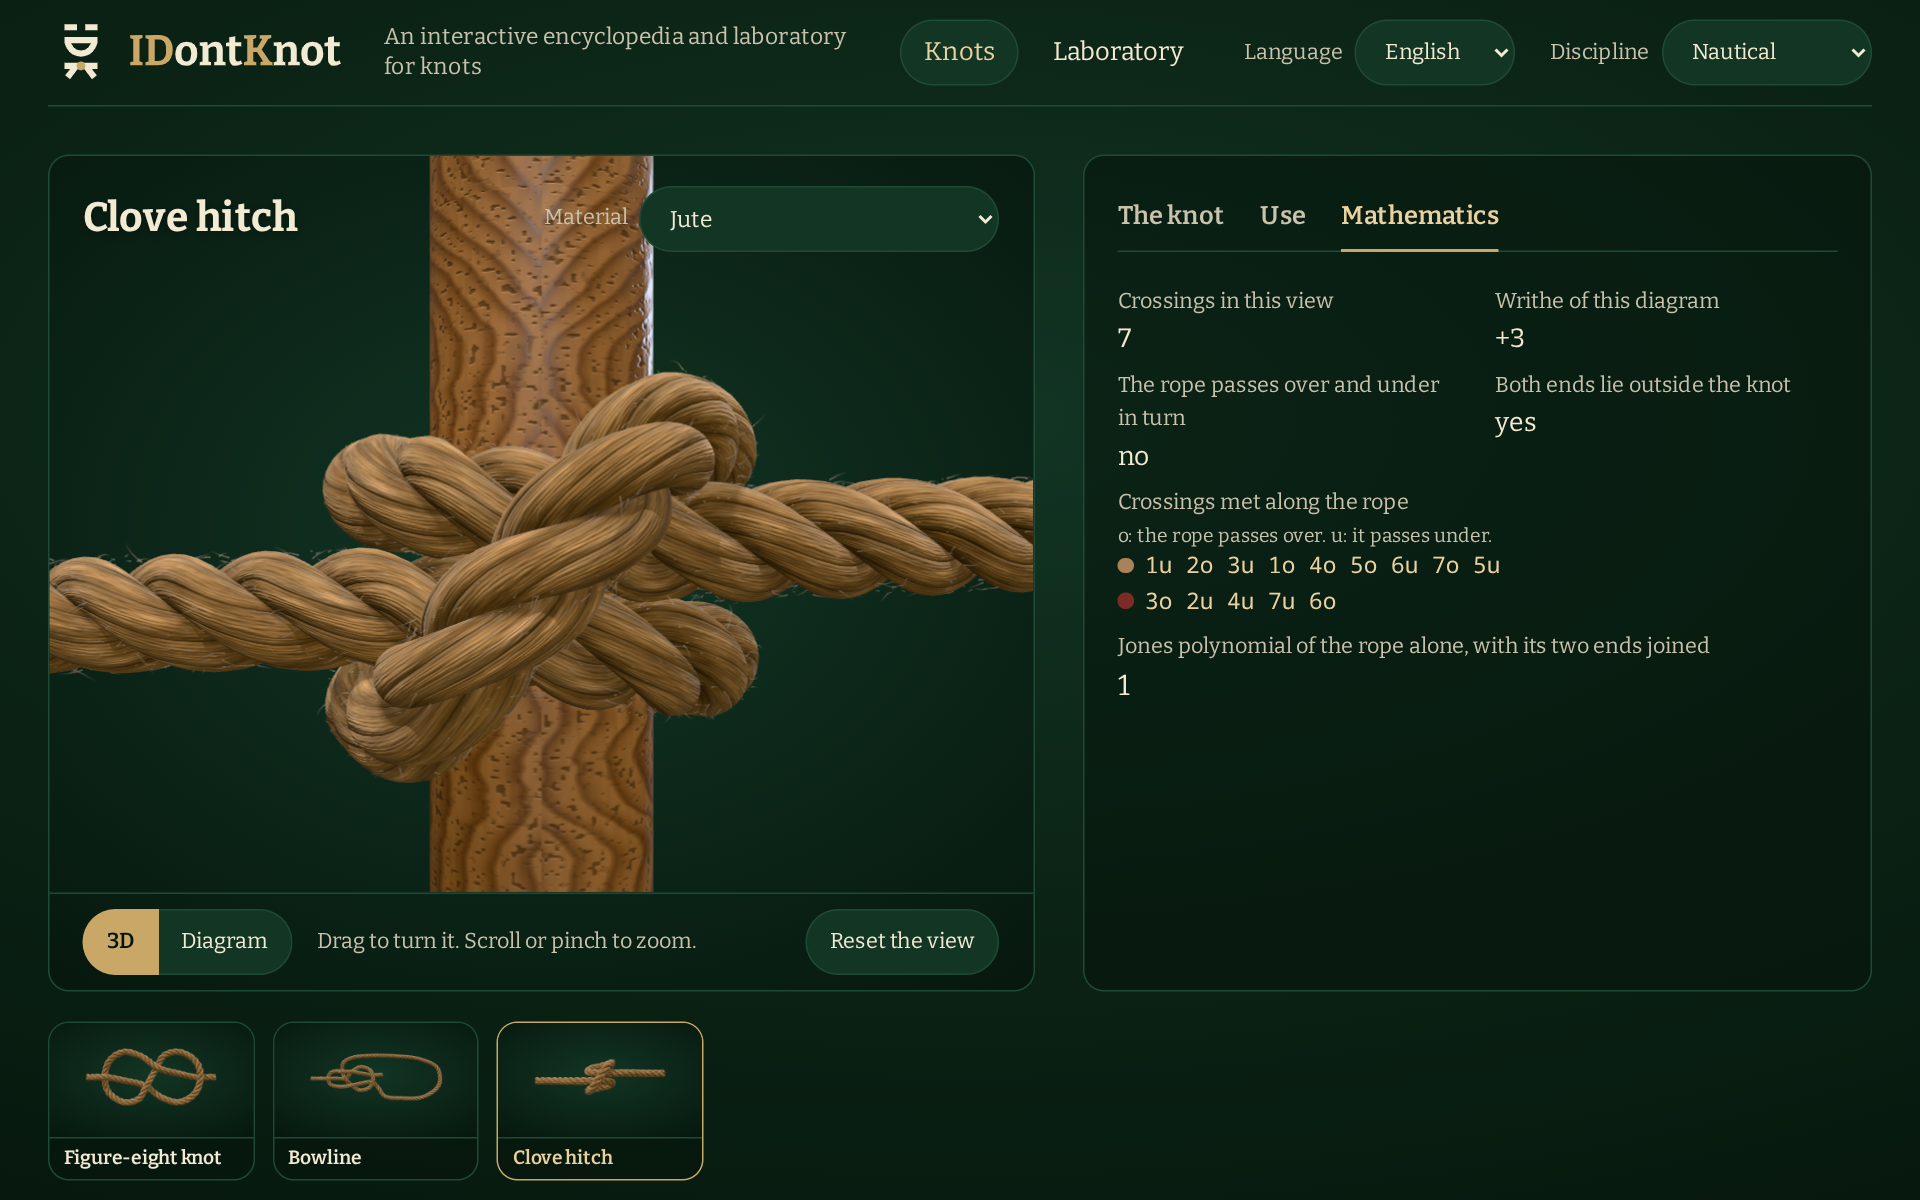 IDontKnot
An interactive encyclopedia and laboratory
for knots
Knots
Laboratory
Language
English
Discipline
Nautical
Clove hitch
Material
Jute
3D
Diagram
Drag to turn it. Scroll or pinch to zoom.
Reset the view
The knot
Use
Mathematics
Crossings in this view
7
Writhe of this diagram
+3
The rope passes over and under
in turn
no
Both ends lie outside the knot
yes
Crossings met along the rope
o: the rope passes over. u: it passes under.
1u 2o 3u 1o 4o 5o 6u 7o 5u
3o 2u 4u 7u 6o
Jones polynomial of the rope alone, with its two ends joined
1
Figure-eight knot
Bowline
Clove hitch